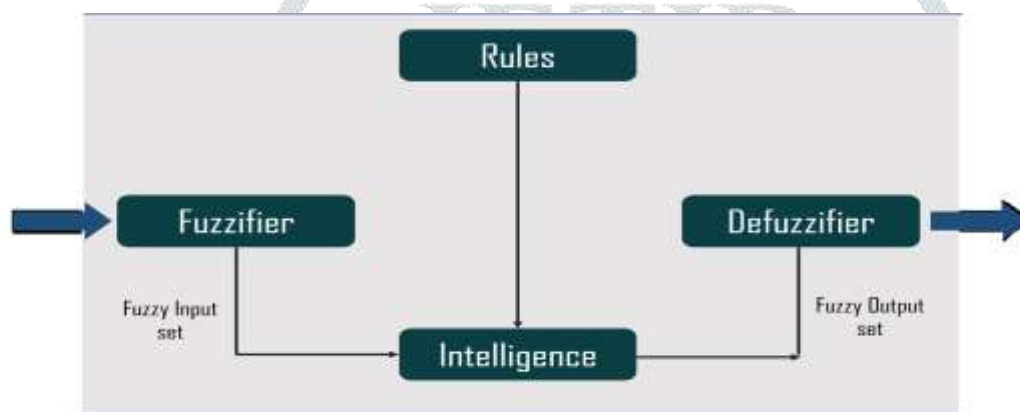 Rules
Fuzzifier
Defuzzifier
Fuzzy Input
set
Fuzzy Output
set
Intelligence